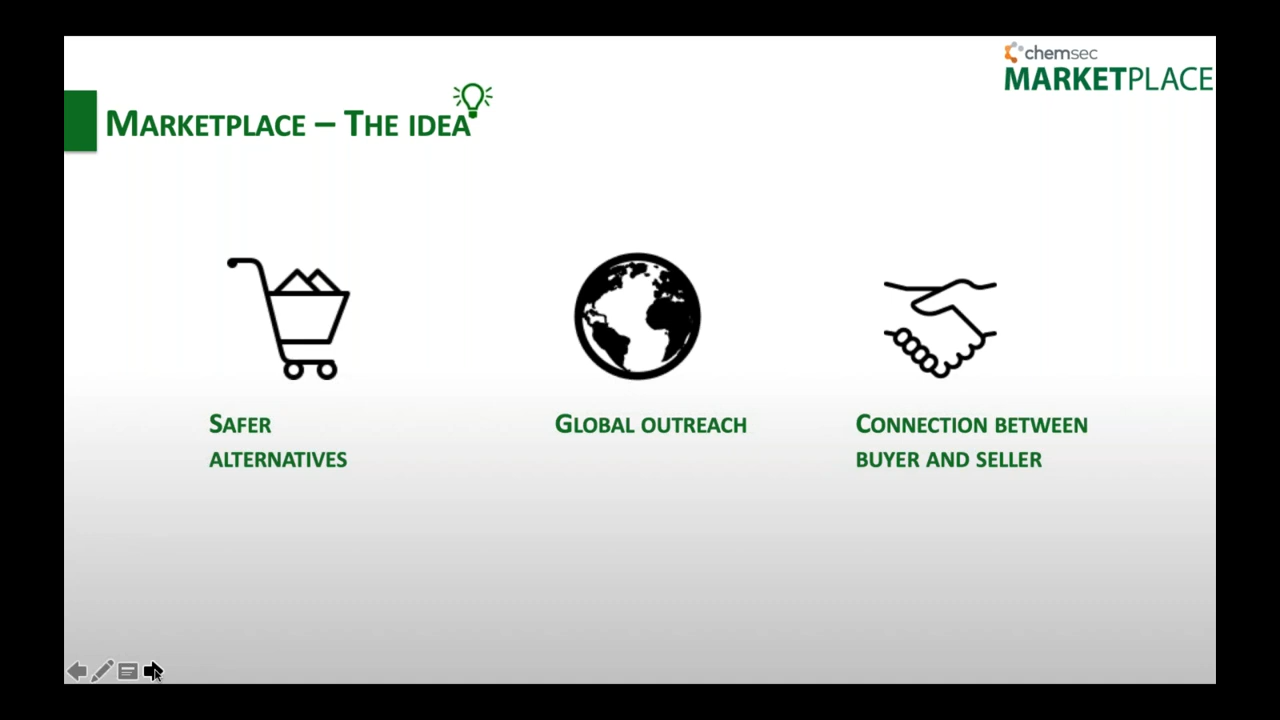 chemsec
MARKETPLACE
MARKETPLACE – THE IDEA
SAFER
ALTERNATIVES
GLOBAL OUTREACH
CONNECTION BETWEEN
BUYER AND SELLER